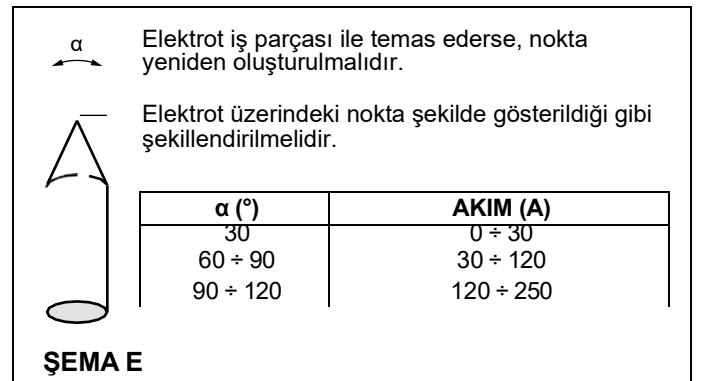 α
Elektrot iş parçası ile temas ederse, nokta
yeniden oluşturulmalıdır.
Elektrot üzerindeki nokta şekilde gösterildiği gibi
şekillendirilmelidir.
α (°) AKIM (A)
30 0 ÷ 30
60 ÷ 90 30 ÷ 120
90 ÷ 120 120 ÷ 250
ŞEMA E